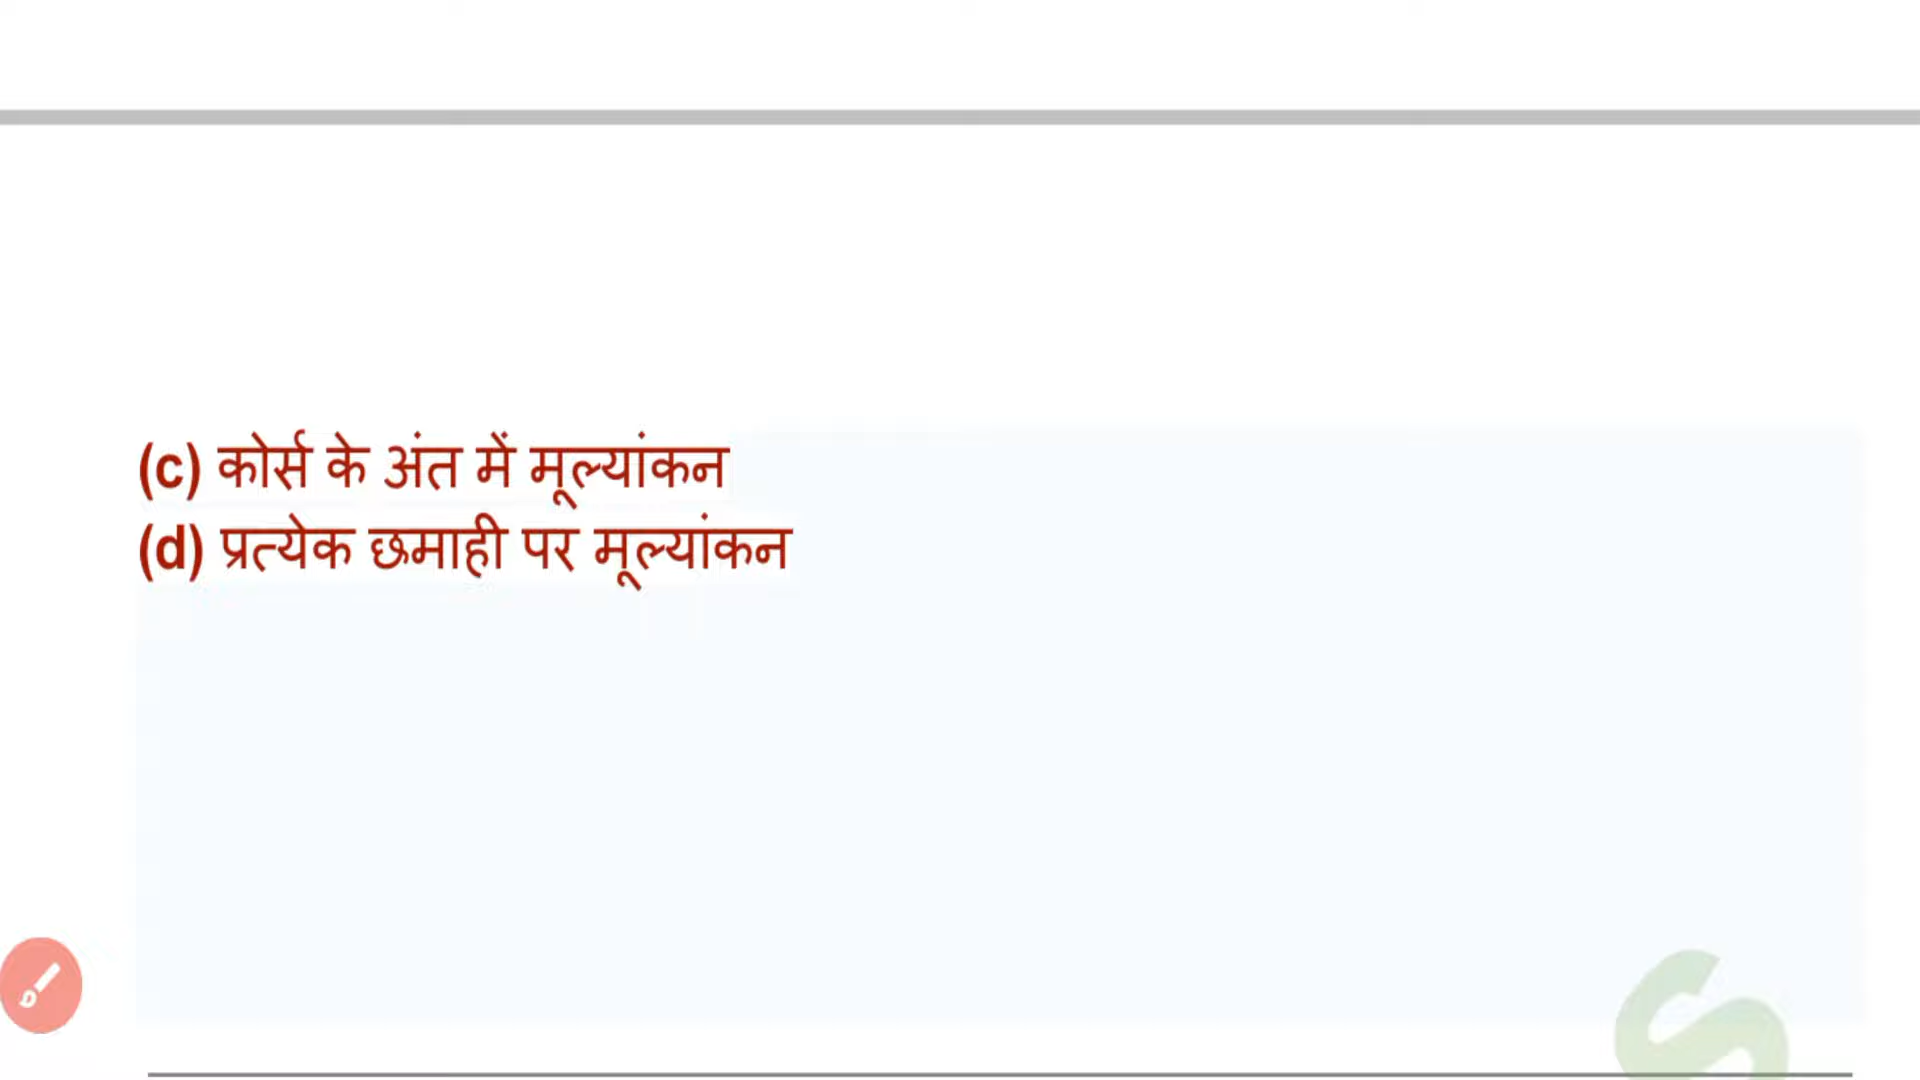 (c) कोर्स के अंत में मूल्यांकन
(d) प्रत्येक छमाही पर मूल्यांकन